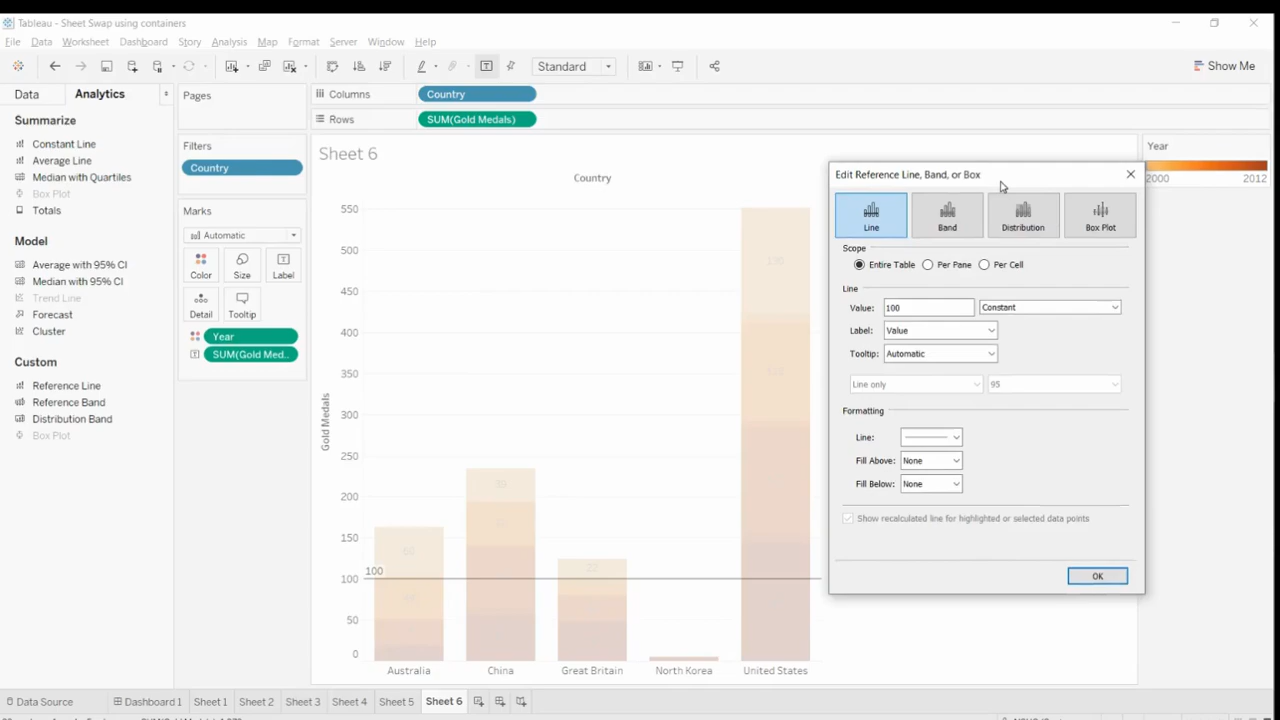 Tableau - Sheet Swap using containers
File Data Worksheet Dashboard Story Analysis Map Format Server Window Help
Standard
Show Me
Data Analytics
Summarize
Constant Line
Average Line
Median with Quartiles
Box Plot
Totals
Model
Average with 95% CI
Median with 95% CI
Trend Line
Forecast
Cluster
Custom
Reference Line
Reference Band
Distribution Band
Box Plot
Pages
Filters
Country
Marks
Automatic
Color Size Label
Detail Tooltip
Year
SUM(Gold Med..
Columns Country
Rows SUM(Gold Medals)
Sheet 6
Country
Gold Medals
550
500
450
400
350
300
250
200
150
100
50
0
100
Australia China Great Britain North Korea United States
Year
2000 2012
Edit Reference Line, Band, or Box
Line Band Distribution Box Plot
Scope
Entire Table Per Pane Per Cell
Line
Value: 100 Constant
Label: Value
Tooltip: Automatic
Line only 95
Formatting
Line:
Fill Above: None
Fill Below: None
Show recalculated line for highlighted or selected data points
OK
Data Source Dashboard 1 Sheet 1 Sheet 2 Sheet 3 Sheet 4 Sheet 5 Sheet 6